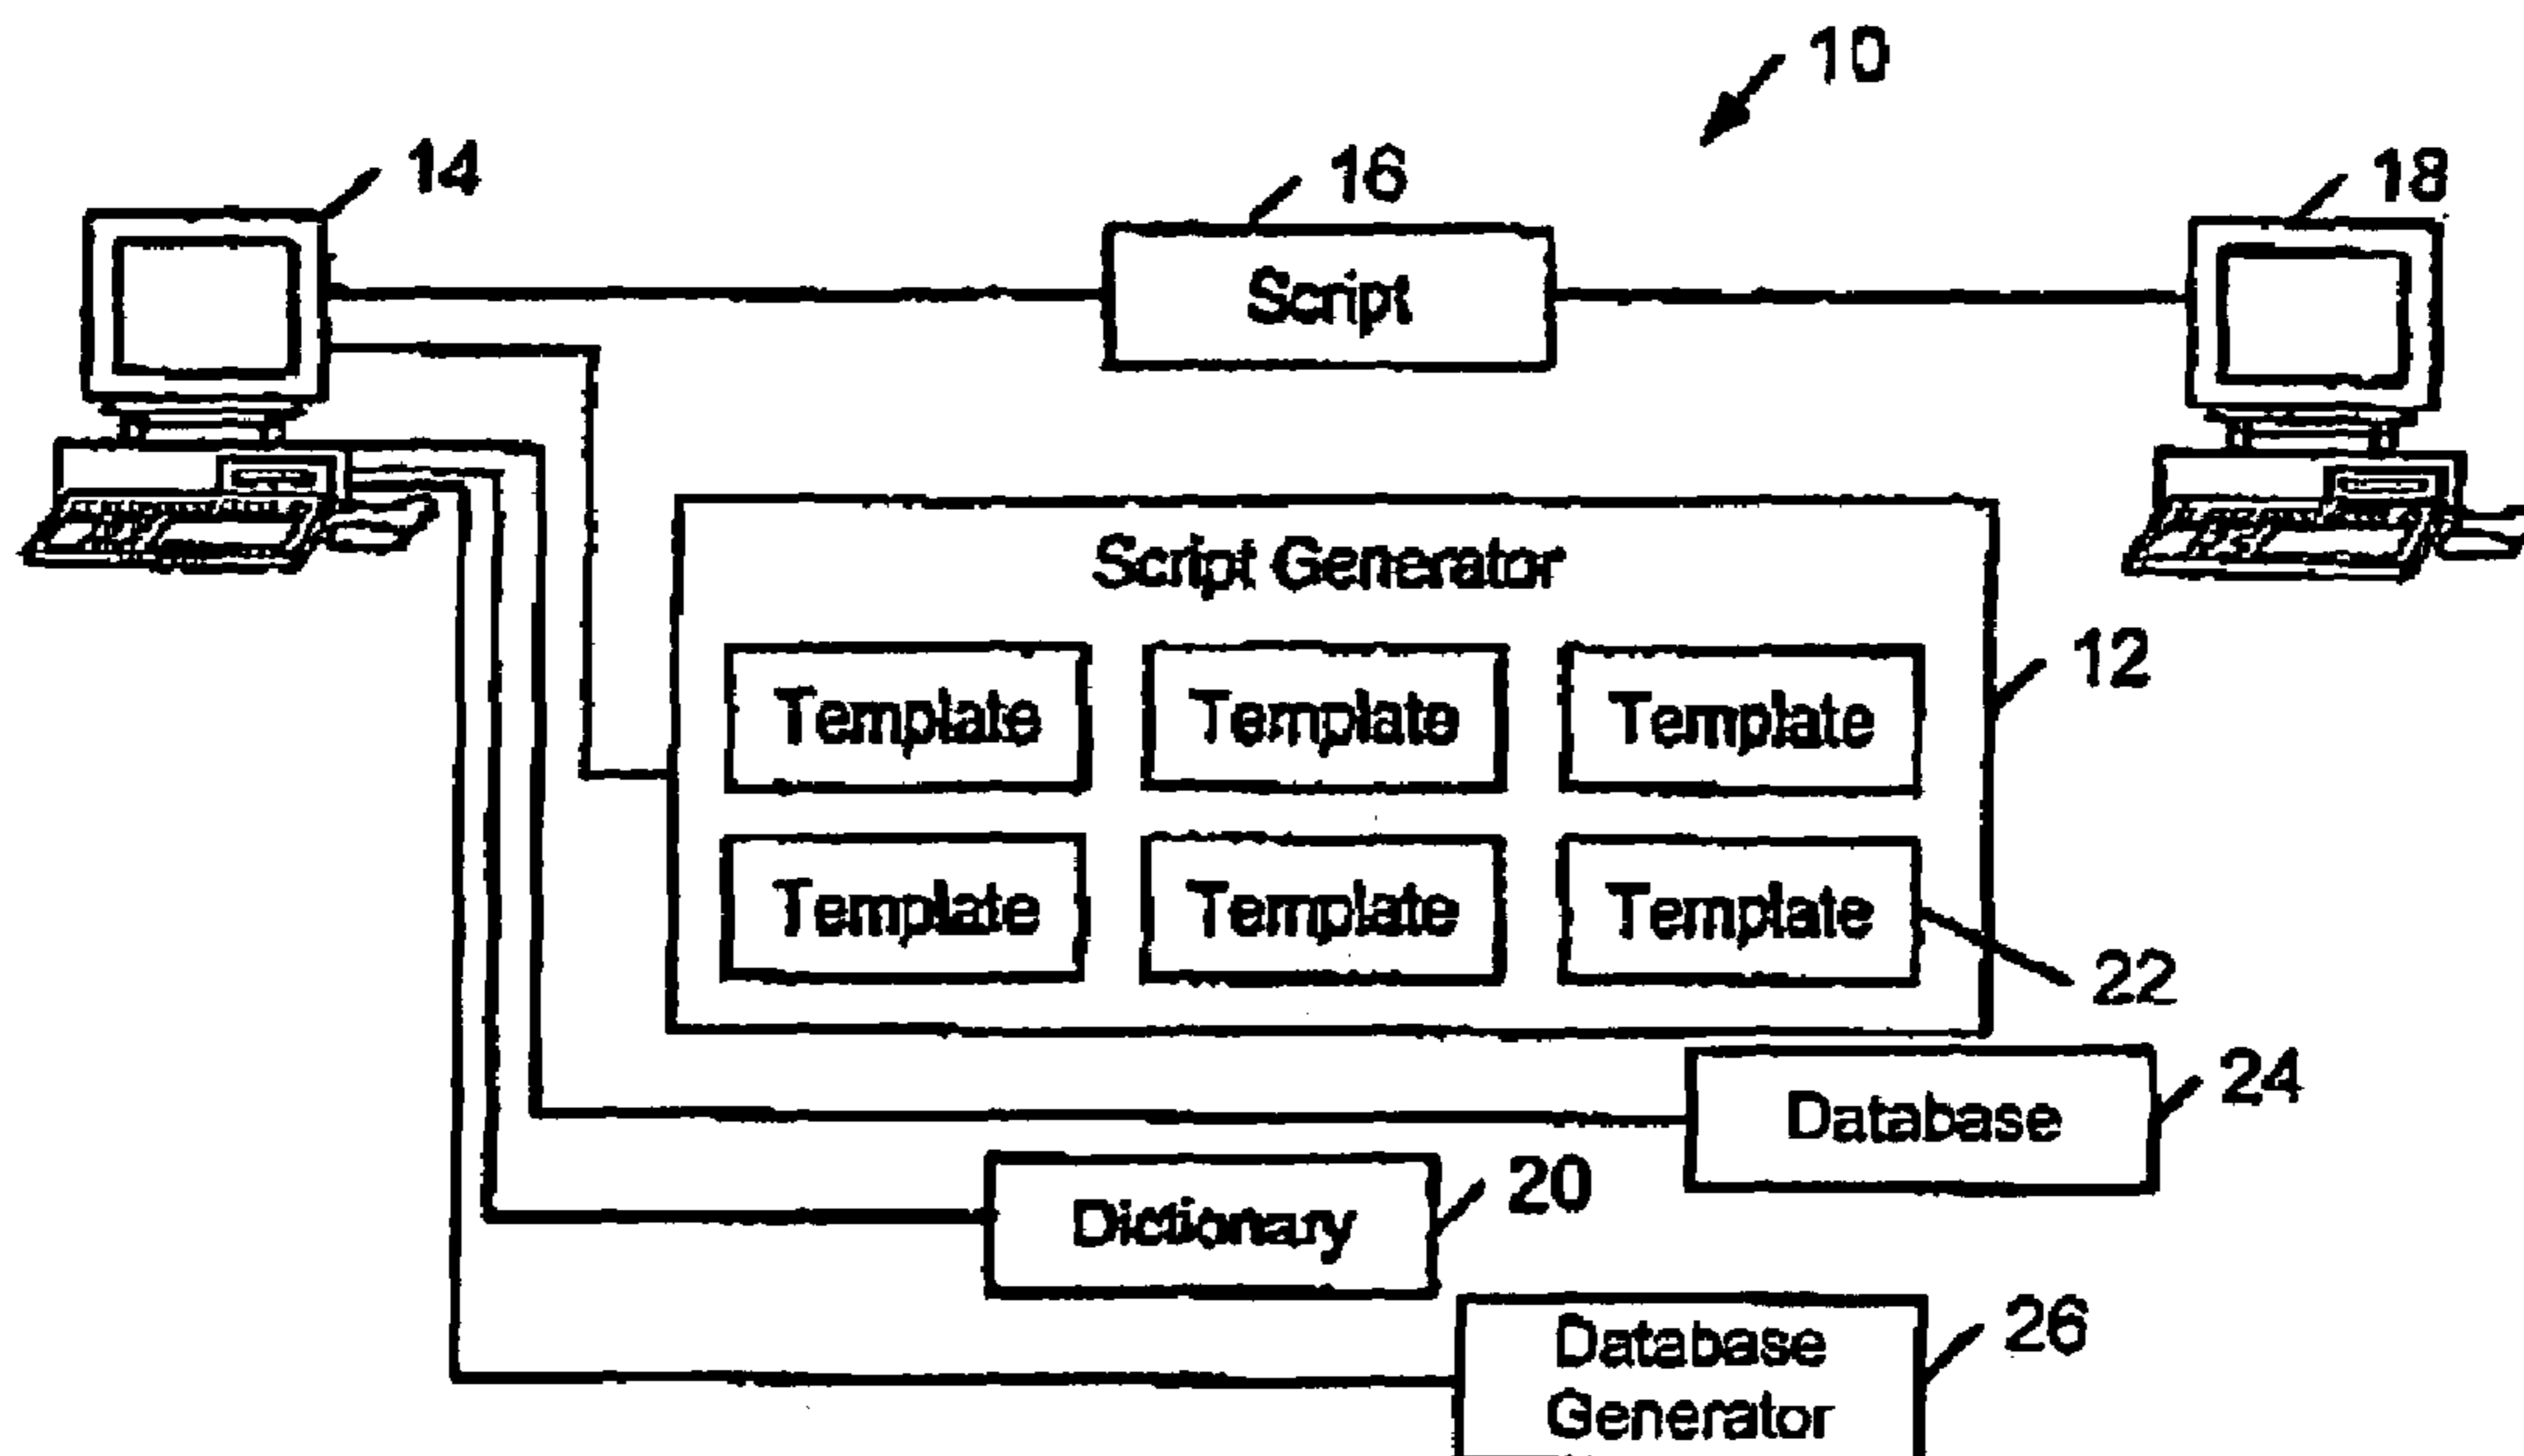 10
14
16
18
Script
Script Generator
12
Template Template Template
Template Template Template
22
24
Database
20
Dictionary
26
Database
Generator